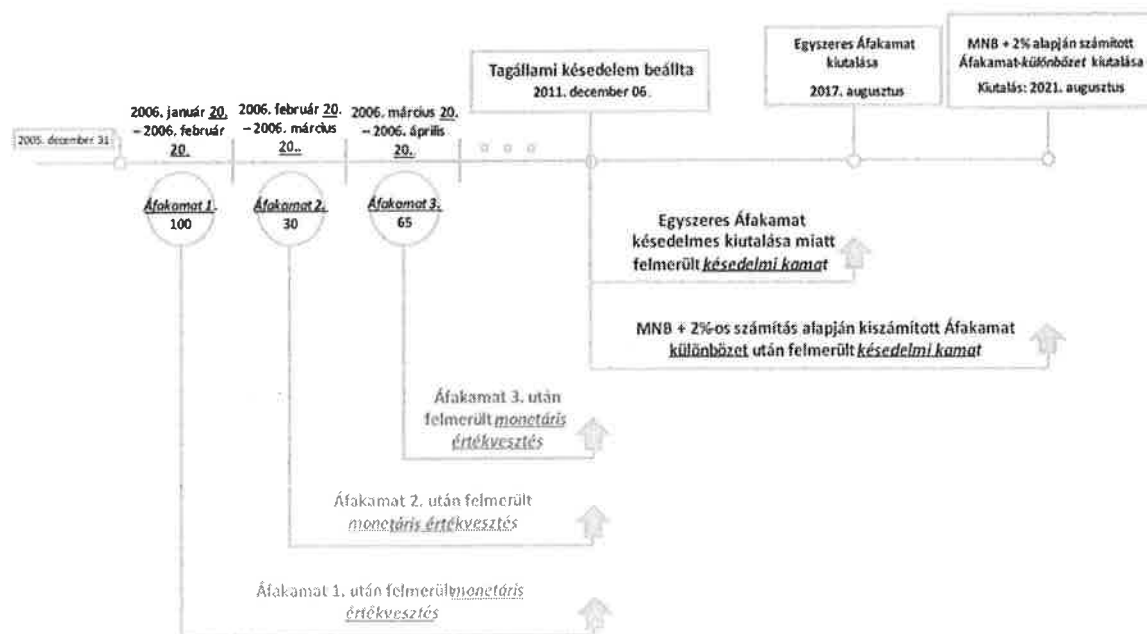 Egyszeres Áfakamat
kiutalása
2017. augusztus
MNB + 2% alapján számított
Áfakamat-különbözet kiutalása
Kiutalás: 2021. augusztus
Tagállami késedelem beállta
2011. december 06.
2005. december 31
2006. január 20.
– 2006. február
20.
2006. február 20.
– 2006. március
20..
2006. március 20.
– 2006. április
20.
Áfakamat 1.
100
Áfakamat 2.
30
Áfakamat 3.
65
Egyszeres Áfakamat
késedelmes kiutalása miatt
felmerült késedelmi kamat
MNB + 2%-os számítás alapján kiszámított Áfakamat
különbözet után felmerült késedelmi kamat
Áfakamat 3. után
felmerült monetáris
értékvesztés
Áfakamat 2. után felmerült
monetáris értékvesztés
Áfakamat 1. után felmerült monetáris
értékvesztés